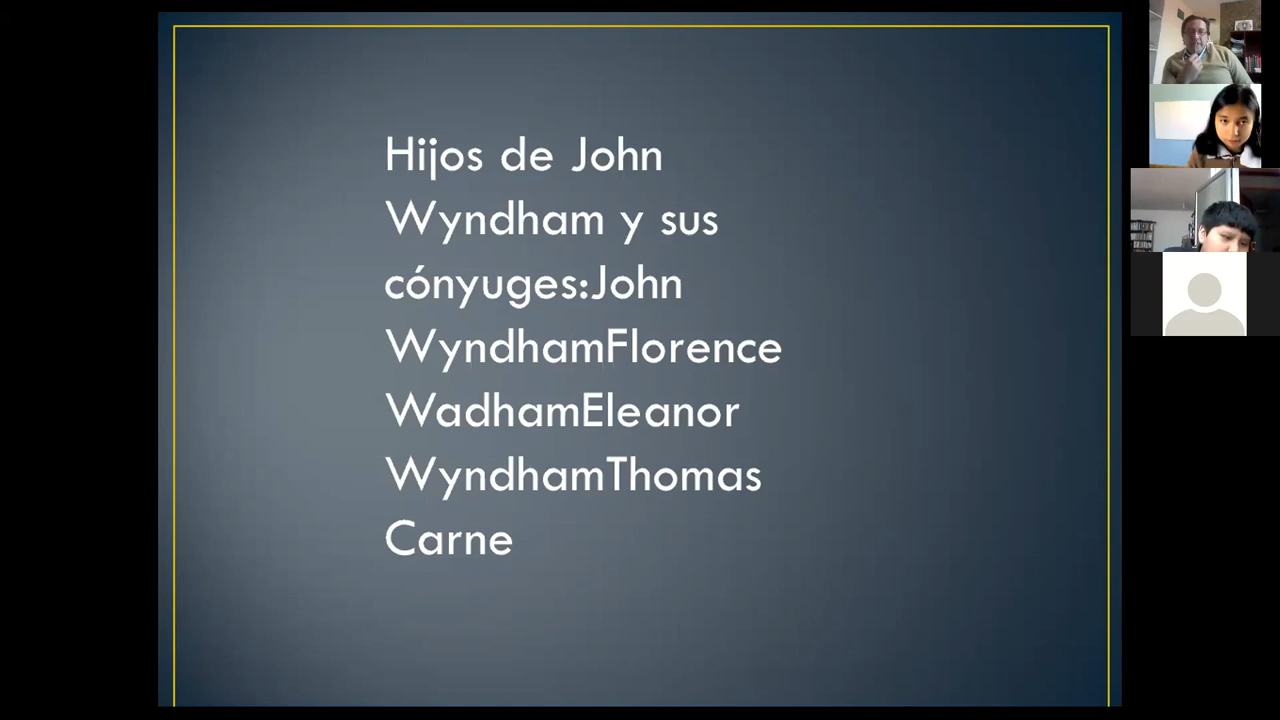 Hijos de John
Wyndham y sus
cónyuges:John
WyndhamFlorence
WadhamEleanor
WyndhamThomas
Carne